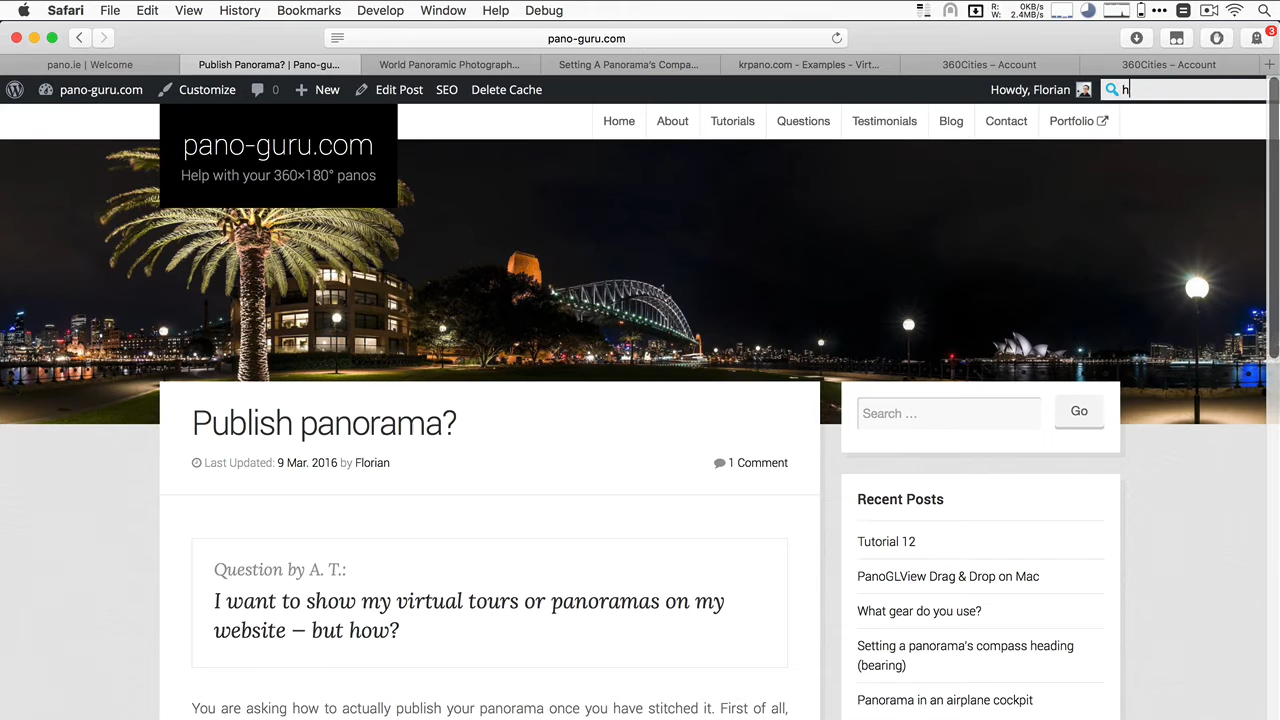 Safari File Edit View History Bookmarks Develop Window Help Debug R: 0KB/s W: 2.4MB/s
pano-guru.com 3
pano.ie | Welcome Publish Panorama? | Pano-gu... World Panoramic Photograph... Setting A Panorama's Compa... krpano.com - Examples - Virt... 360Cities – Account 360Cities – Account
pano-guru.com Customize 0 New Edit Post SEO Delete Cache Howdy, Florian h
Home About Tutorials Questions Testimonials Blog Contact Portfolio
pano-guru.com
Help with your 360×180° panos
Publish panorama?
Last Updated: 9 Mar. 2016 by Florian 1 Comment
Search … Go
Question by A. T.:
I want to show my virtual tours or panoramas on my
website – but how?
You are asking how to actually publish your panorama once you have stitched it. First of all,
Recent Posts
Tutorial 12
PanoGLView Drag & Drop on Mac
What gear do you use?
Setting a panorama's compass heading
(bearing)
Panorama in an airplane cockpit